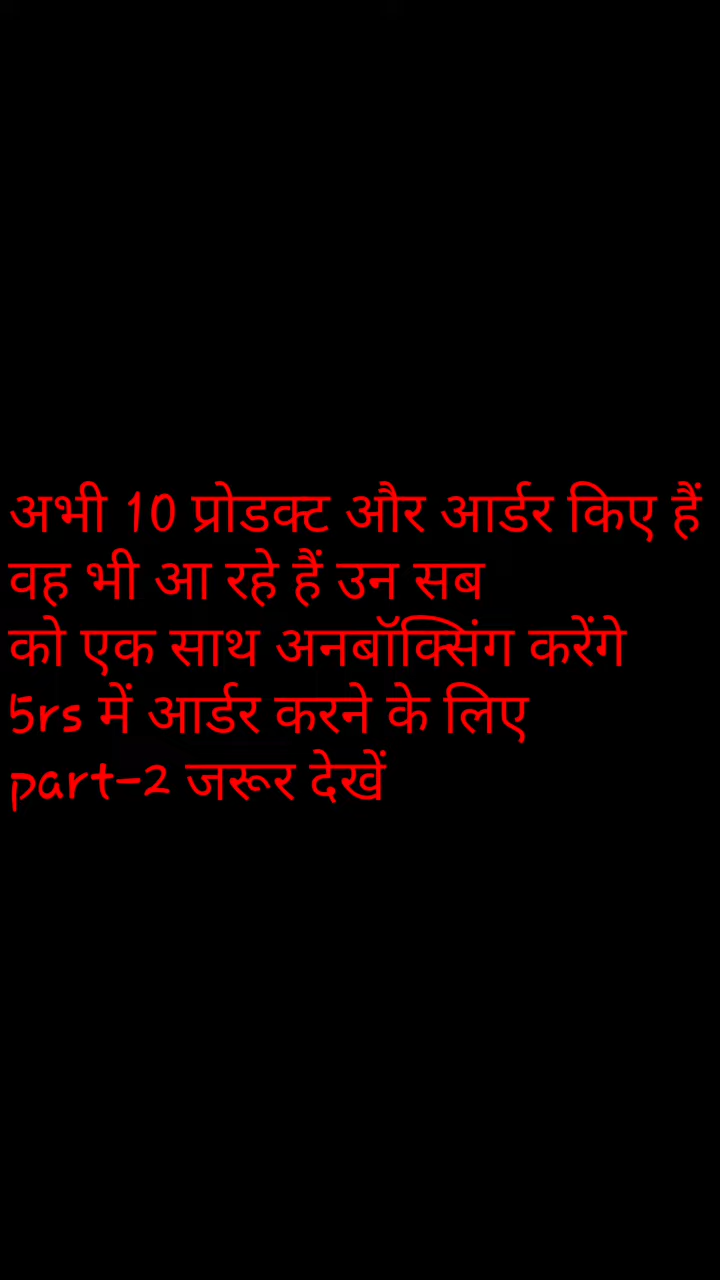 अभी 10 प्रोडक्ट और आर्डर किए हैं
वह भी आ रहे हैं उन सब
को एक साथ अनबॉक्सिंग करेंगे
5rs में आर्डर करने के लिए
part-2 जरूर देखें